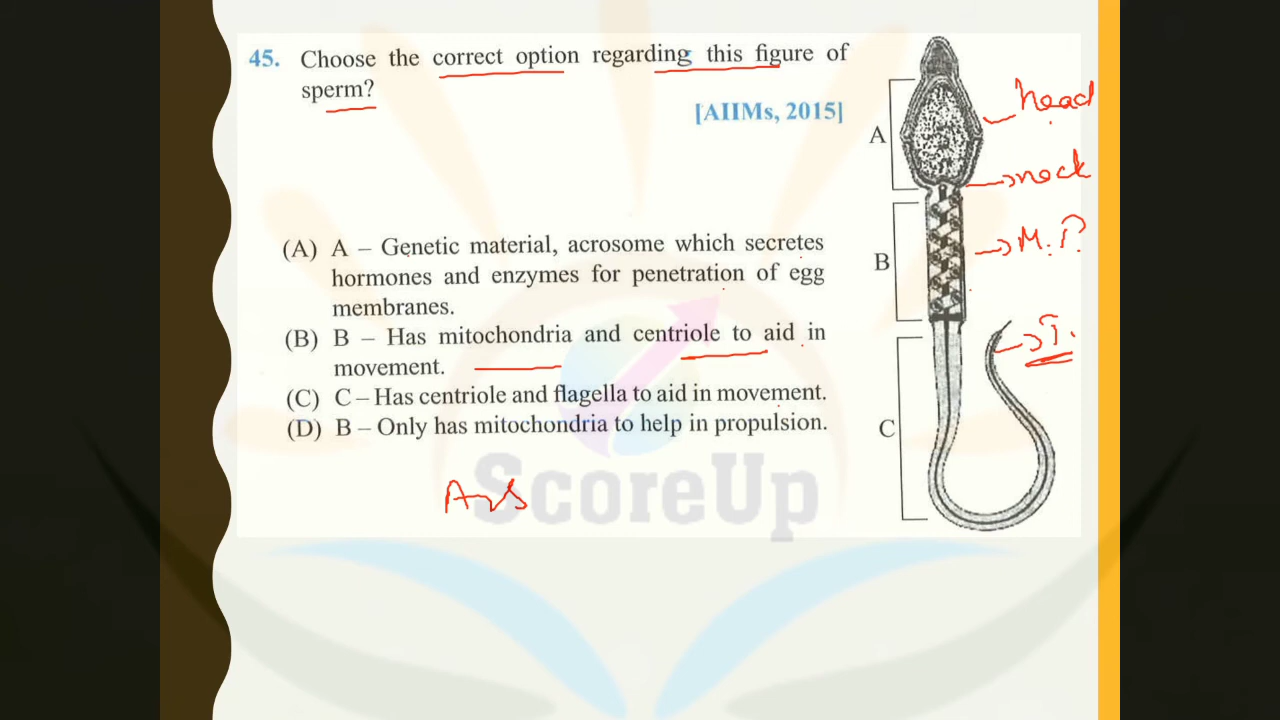 45. Choose the correct option regarding this figure of
sperm?
[AIIMs, 2015]
(A) A – Genetic material, acrosome which secretes
hormones and enzymes for penetration of egg
membranes.
(B) B – Has mitochondria and centriole to aid in
movement.
(C) C – Has centriole and flagella to aid in movement.
(D) B – Only has mitochondria to help in propulsion.
A
B
C
head
neck
M.P
T.
Ans
ScoreUp